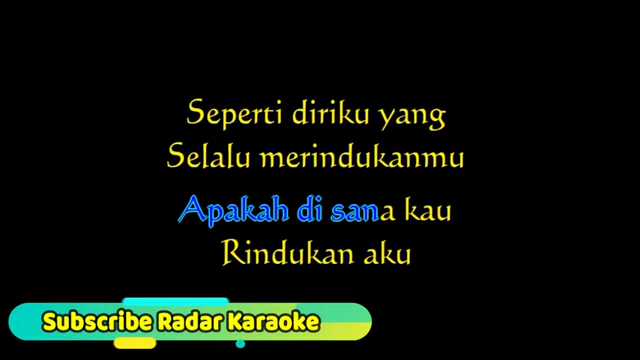 Seperti diriku yang
Selalu merindukanmu
Apakah di sana kau
Rindukan aku
Subscribe Radar Karaoke